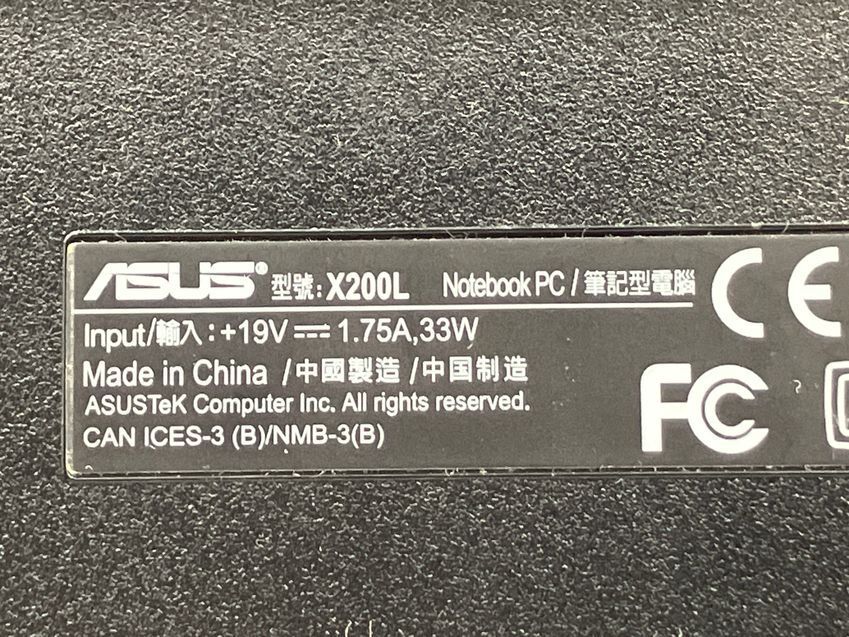 ASUS® 型號: X200L Notebook PC / 筆記型電腦
Input/輸入: +19V ⎓ 1.75A, 33W
Made in China /中國製造 /中国制造
ASUSTeK Computer Inc. All rights reserved.
CAN ICES-3 (B)/NMB-3(B)
CE
FC